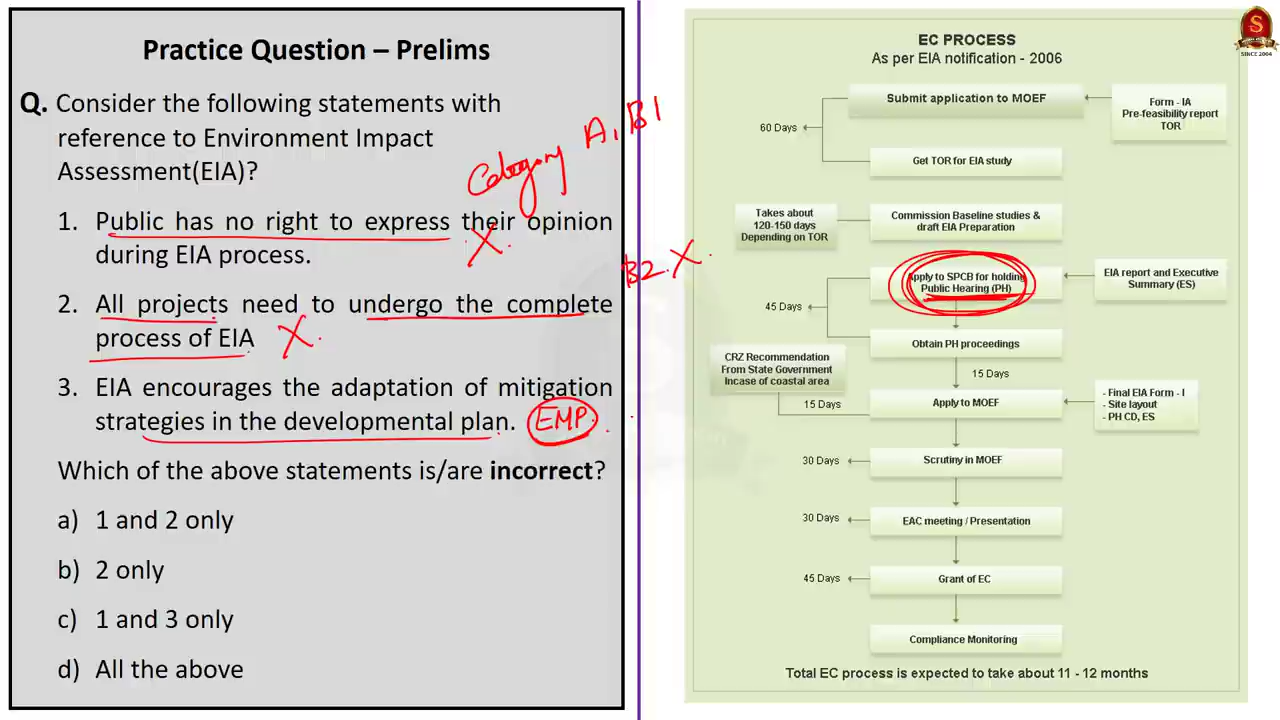 Practice Question – Prelims
Q. Consider the following statements with
reference to Environment Impact
Assessment(EIA)?
1. Public has no right to express their opinion
during EIA process.
2. All projects need to undergo the complete
process of EIA
3. EIA encourages the adaptation of mitigation
strategies in the developmental plan.
EMP
Which of the above statements is/are incorrect?
a) 1 and 2 only
b) 2 only
c) 1 and 3 only
d) All the above
Category A, B1
X
B2 X
X
EC PROCESS
As per EIA notification - 2006
Submit application to MOEF
Form - IA
Pre-feasibility report
TOR
60 Days
Get TOR for EIA study
Takes about
120-150 days
Depending on TOR
Commission Baseline studies &
draft EIA Preparation
Apply to SPCB for holding
Public Hearing (PH)
EIA report and Executive
Summary (ES)
45 Days
Obtain PH proceedings
15 Days
CRZ Recommendation
From State Government
Incase of coastal area
15 Days
Apply to MOEF
- Final EIA Form - I
- Site layout
- PH CD, ES
30 Days
Scrutiny in MOEF
30 Days
EAC meeting / Presentation
45 Days
Grant of EC
Compliance Monitoring
Total EC process is expected to take about 11 - 12 months
S
SINCE 2004